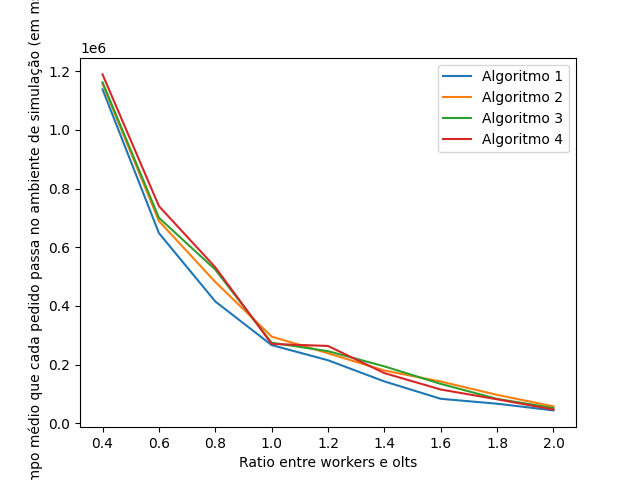 1e6
mpo médio que cada pedido passa no ambiente de simulação (em m
1.2
1.0
0.8
0.6
0.4
0.2
0.0
Algoritmo 1
Algoritmo 2
Algoritmo 3
Algoritmo 4
0.4 0.6 0.8 1.0 1.2 1.4 1.6 1.8 2.0
Ratio entre workers e olts